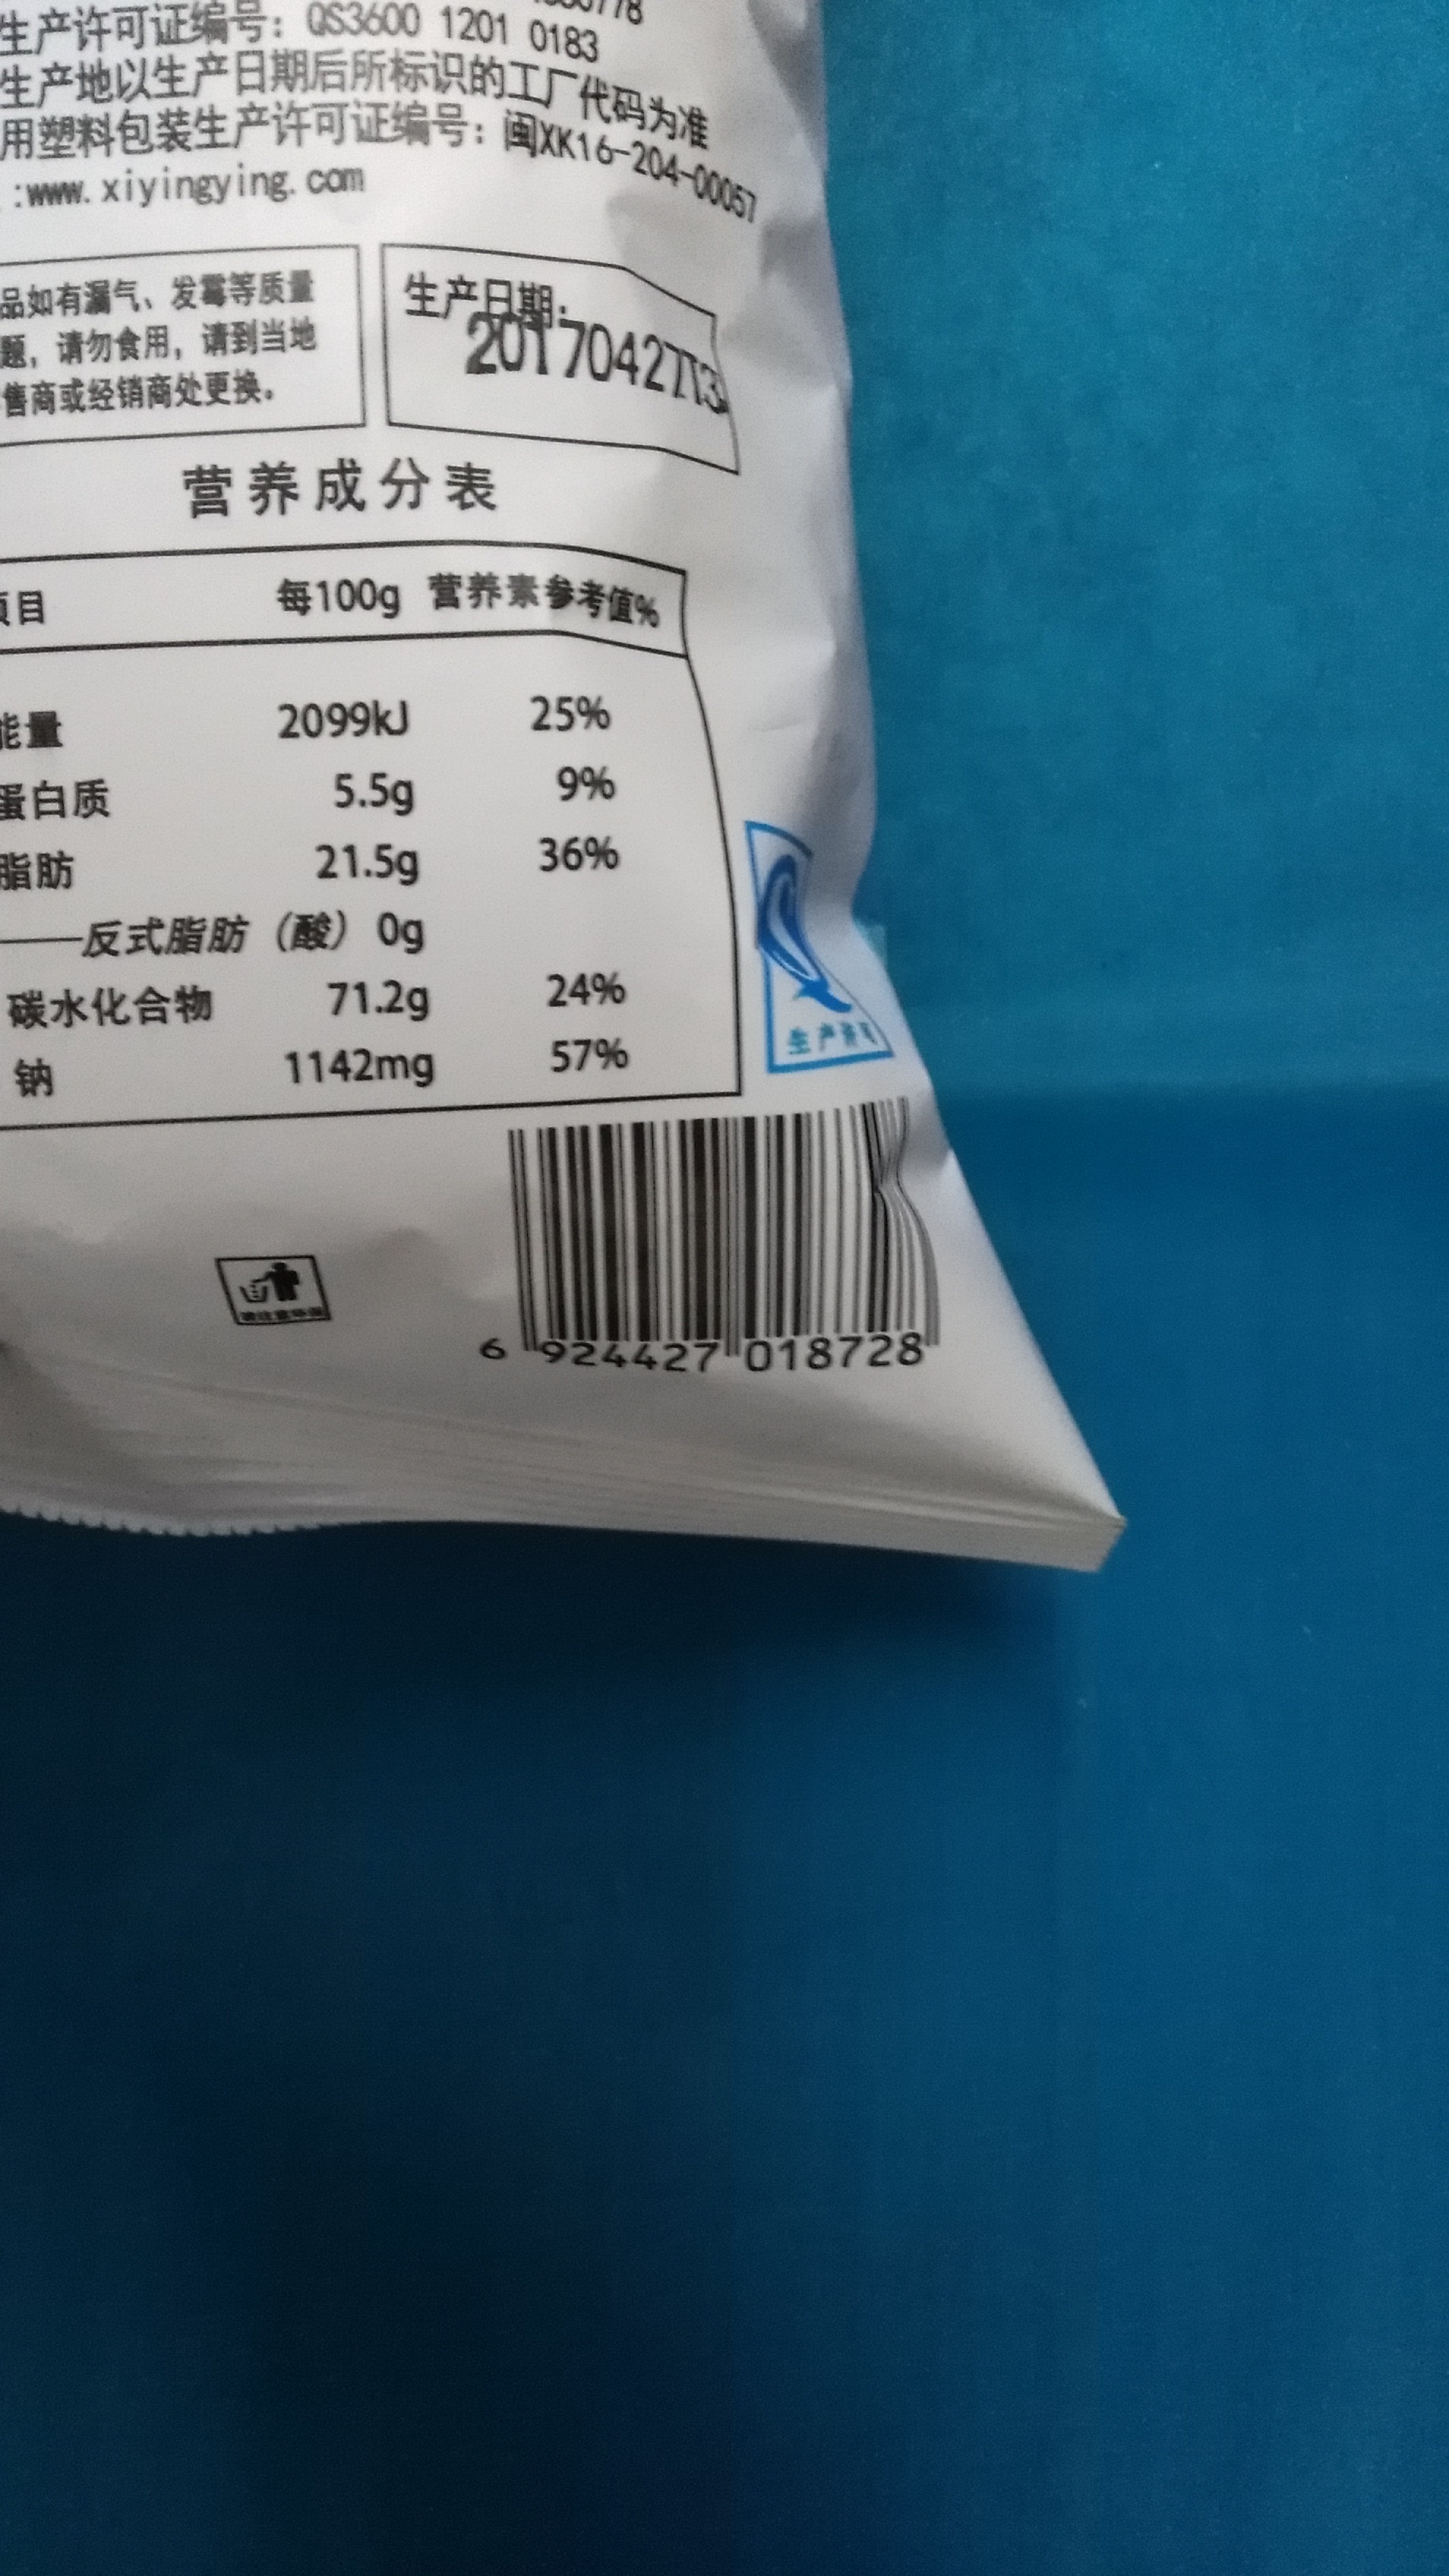 生产许可证编号：QS3600 1201 0183
生产地以生产日期后所标识的工厂代码为准
用塑料包装生产许可证编号：闽XK16-204-00057
:www.xiyingying.com
品如有漏气、发霉等质量
题，请勿食用，请到当地
售商或经销商处更换。
生产日期:
20170427
营养成分表
项目 每100g 营养素参考值%
能量 2099kJ 25%
蛋白质 5.5g 9%
脂肪 21.5g 36%
——反式脂肪（酸） 0g
碳水化合物 71.2g 24%
钠 1142mg 57%
生产许可
6 924427 018728